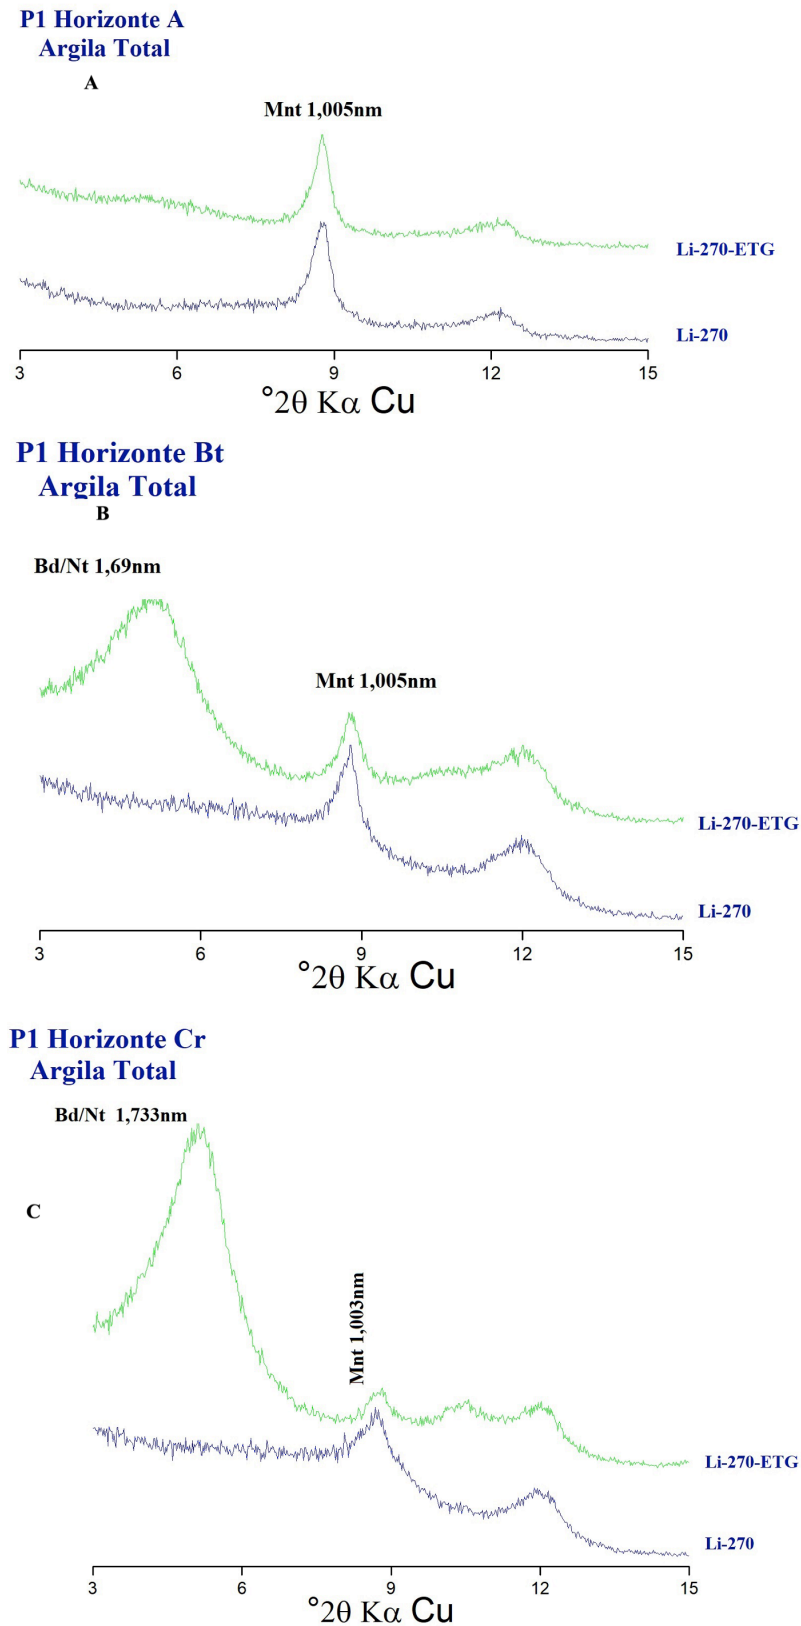 P1 Horizonte A
Argila Total
A
Mnt 1,005nm
Li-270-ETG
Li-270
3 6 9 12 15
°2θ Kα Cu
P1 Horizonte Bt
Argila Total
B
Bd/Nt 1,69nm
Mnt 1,005nm
Li-270-ETG
Li-270
3 6 9 12 15
°2θ Kα Cu
P1 Horizonte Cr
Argila Total
Bd/Nt 1,733nm
C
Mnt 1,003nm
Li-270-ETG
Li-270
3 6 9 12 15
°2θ Kα Cu